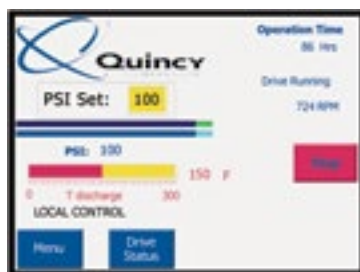 Operation Time
86 Hrs
Quincy
Drive Running
PSI Set: 100
724 RPM
PSI: 100
150 F
Stop
0 T discharge 300
LOCAL CONTROL
Menu
Drive
Status